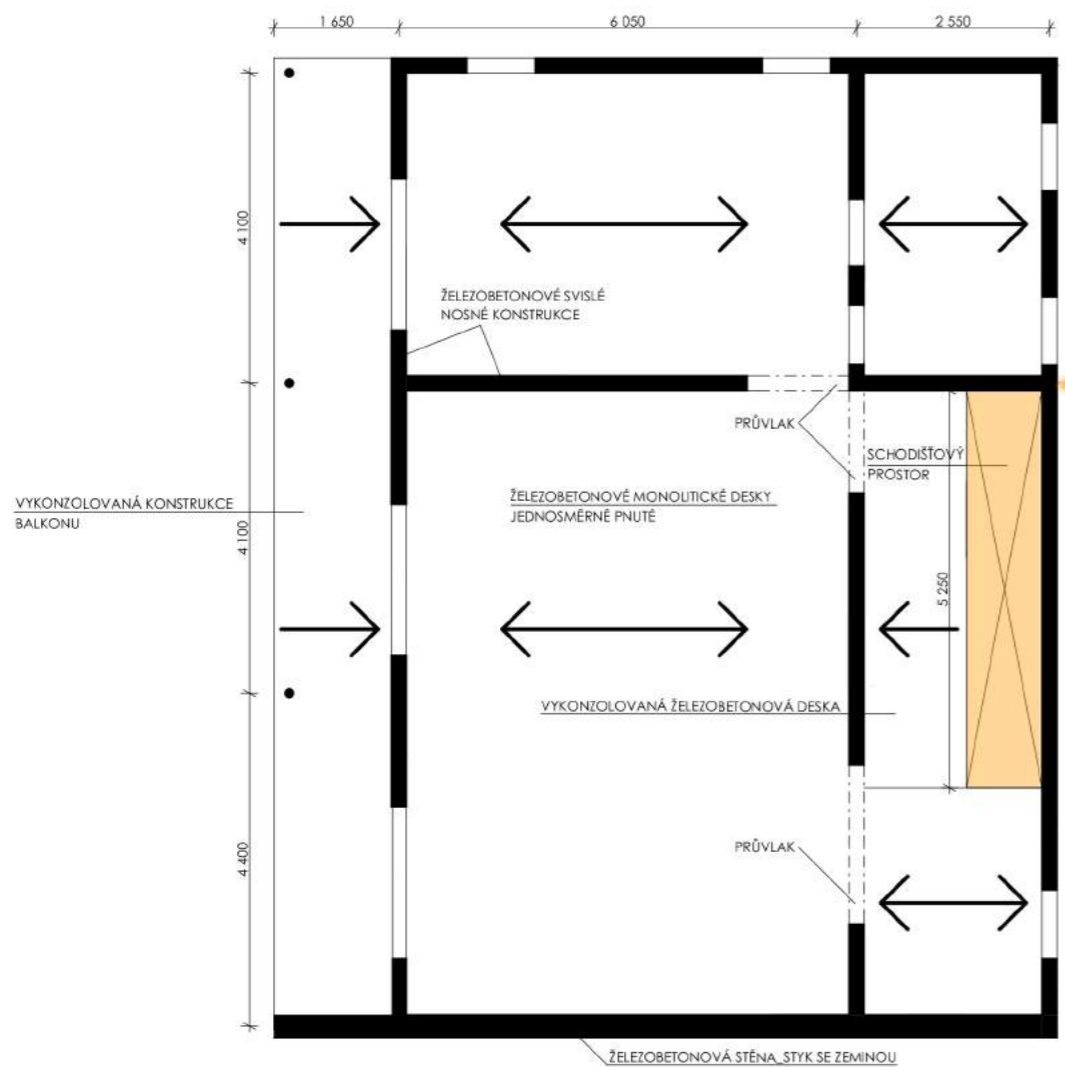 1 650
6 050
2 550
4 100
ŽELEZOBETONOVÉ SVISLÉ
NOSNÉ KONSTRUKCE
PRŮVLAK
SCHODIŠŤOVÝ
PROSTOR
VYKONZOLOVANÁ KONSTRUKCE
BALKONU
ŽELEZOBETONOVÉ MONOLITICKÉ DESKY
JEDNOSMĚRNĚ PNUTÉ
4 100
5 250
VYKONZOLOVANÁ ŽELEZOBETONOVÁ DESKA
PRŮVLAK
4 400
ŽELEZOBETONOVÁ STĚNA_STYK SE ZEMINOU